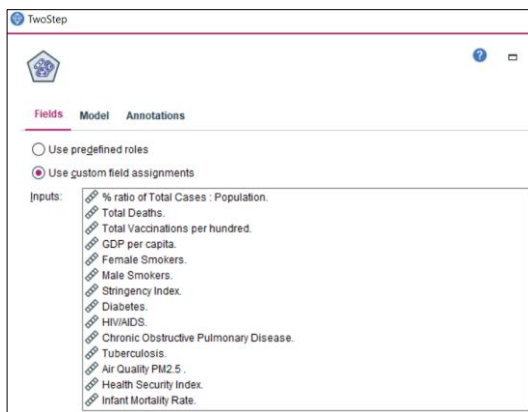 TwoStep
?
Fields Model Annotations
Use predefined roles
Use custom field assignments
Inputs:
% ratio of Total Cases : Population.
Total Deaths.
Total Vaccinations per hundred.
GDP per capita.
Female Smokers.
Male Smokers.
Stringency Index.
Diabetes.
HIV/AIDS.
Chronic Obstructive Pulmonary Disease.
Tuberculosis.
Air Quality PM2.5 .
Health Security Index.
Infant Mortality Rate.